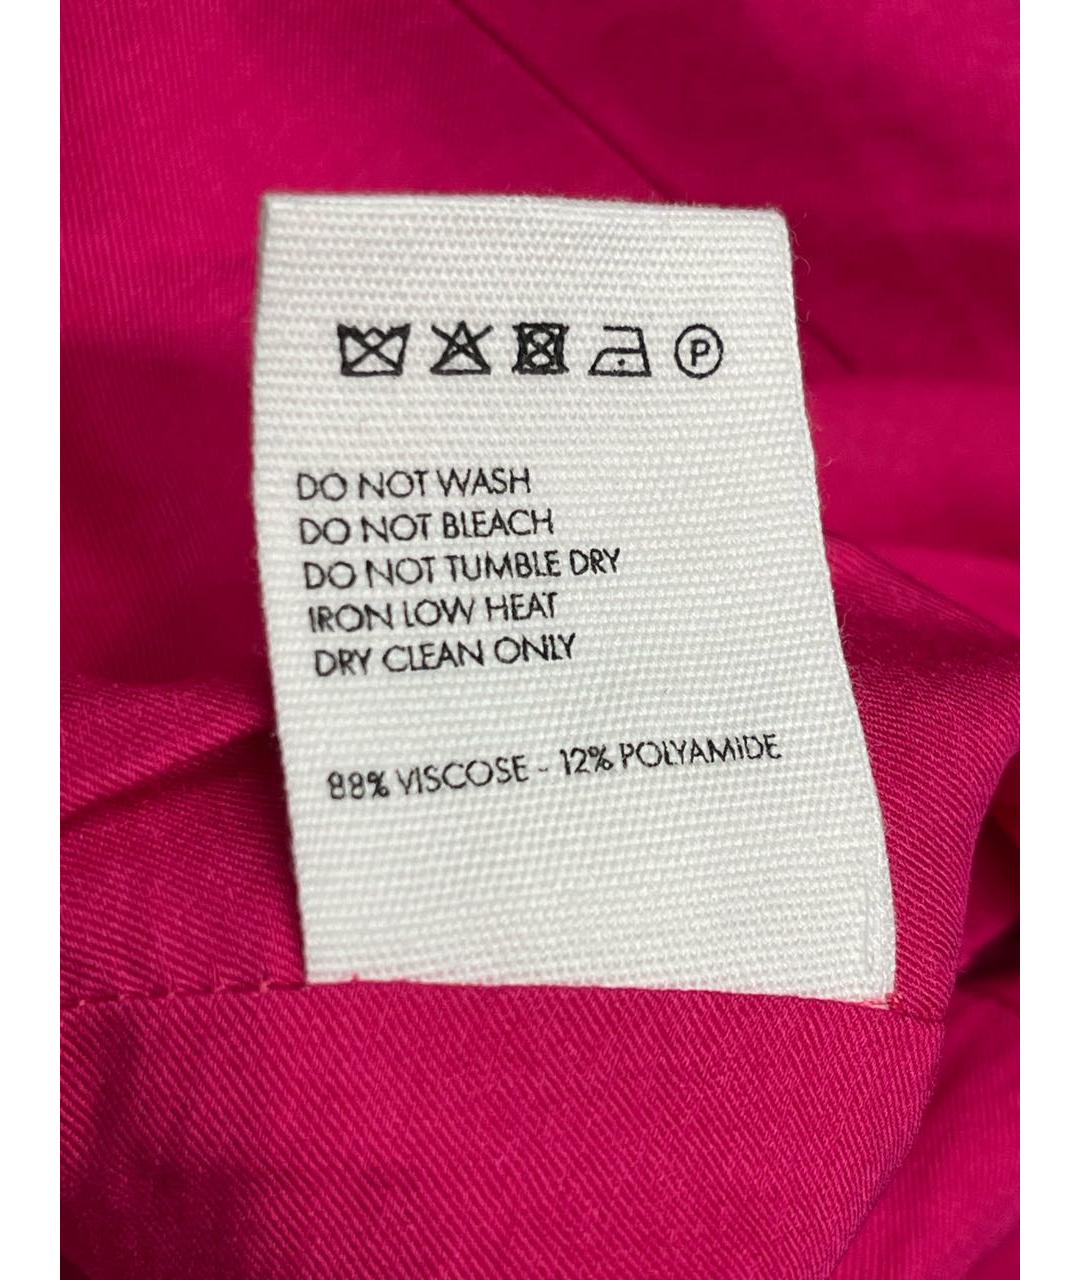 P
DO NOT WASH
DO NOT BLEACH
DO NOT TUMBLE DRY
IRON LOW HEAT
DRY CLEAN ONLY
88% VISCOSE - 12% POLYAMIDE